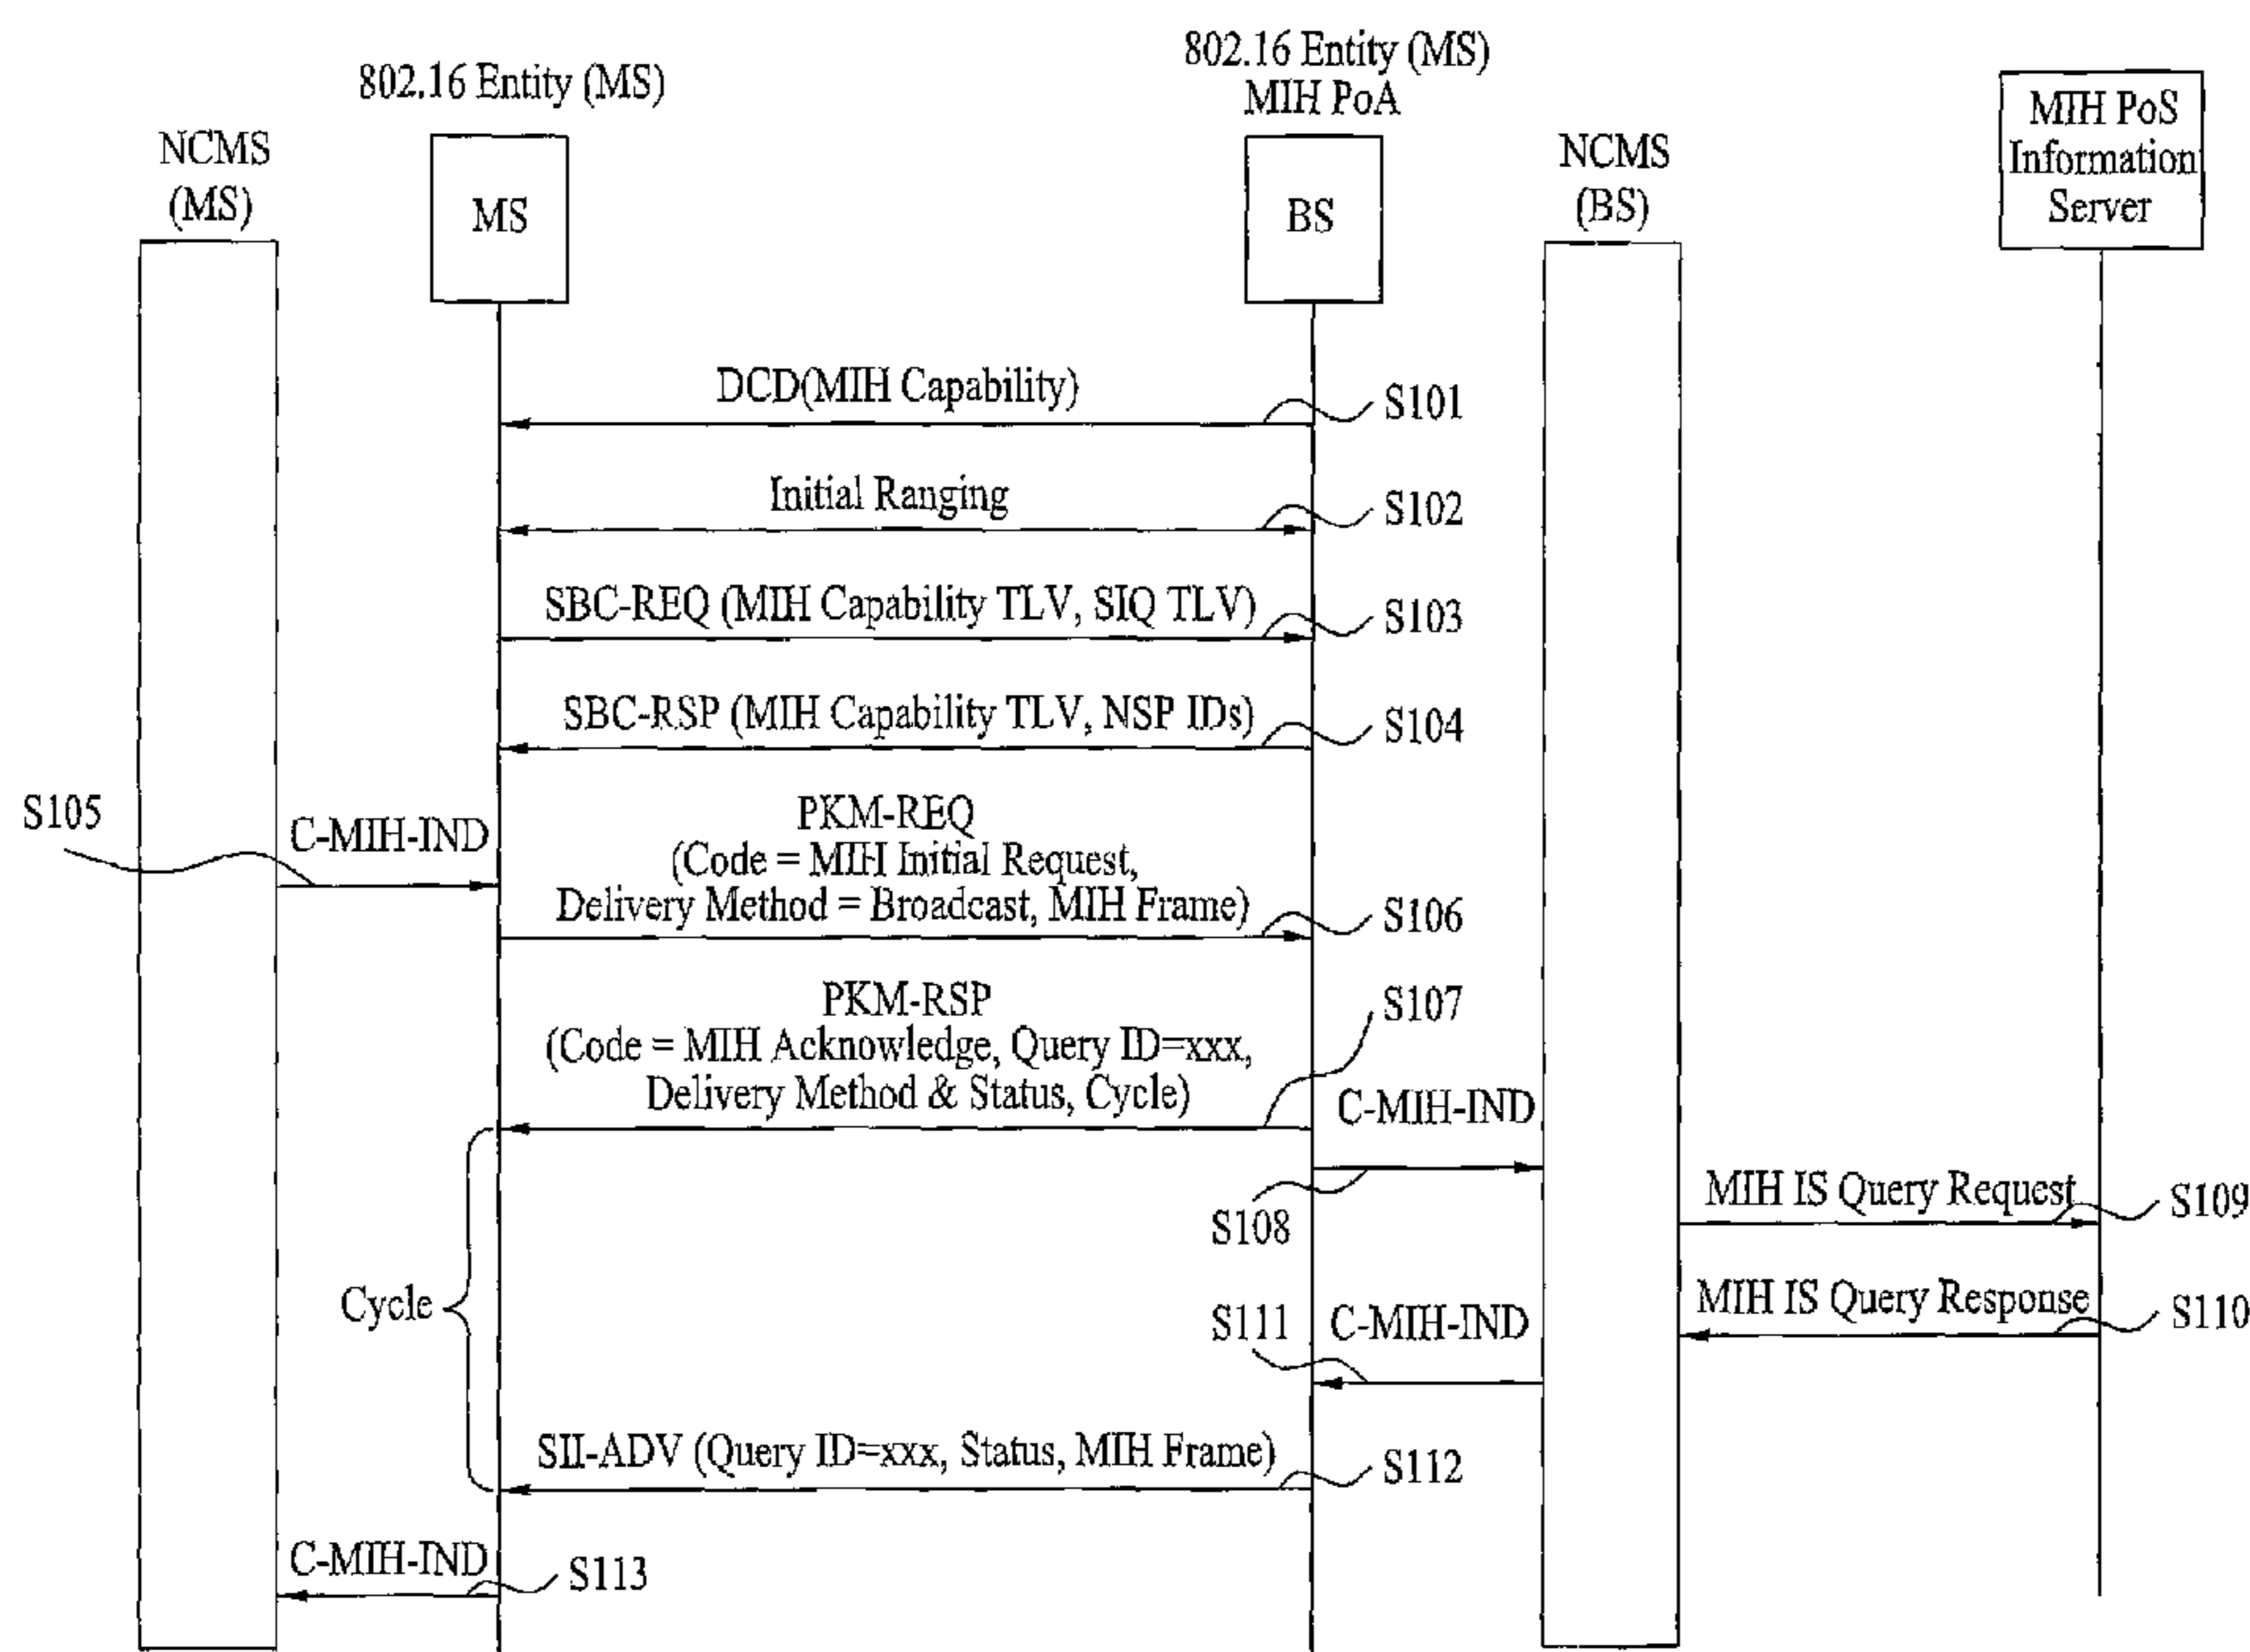 802.16 Entity (MS)
MIH PoA
802.16 Entity (MS)
MIH PoS
Information
Server
NCMS
(MS)
NCMS
(BS)
MS
BS
DCD(MIH Capability)
S101
Initial Ranging
S102
SBC-REQ (MIH Capability TLV, SIQ TLV)
S103
SBC-RSP (MIH Capability TLV, NSP IDs)
S104
S105
C-MIH-IND
PKM-REQ
(Code = MIH Initial Request,
Delivery Method = Broadcast, MIH Frame)
S106
PKM-RSP
(Code = MIH Acknowledge, Query ID=xxx,
Delivery Method & Status, Cycle)
S107
C-MIH-IND
S108
MIH IS Query Request
S109
Cycle
MIH IS Query Response
S110
S111
C-MIH-IND
SII-ADV (Query ID=xxx, Status, MIH Frame)
S112
C-MIH-IND
S113